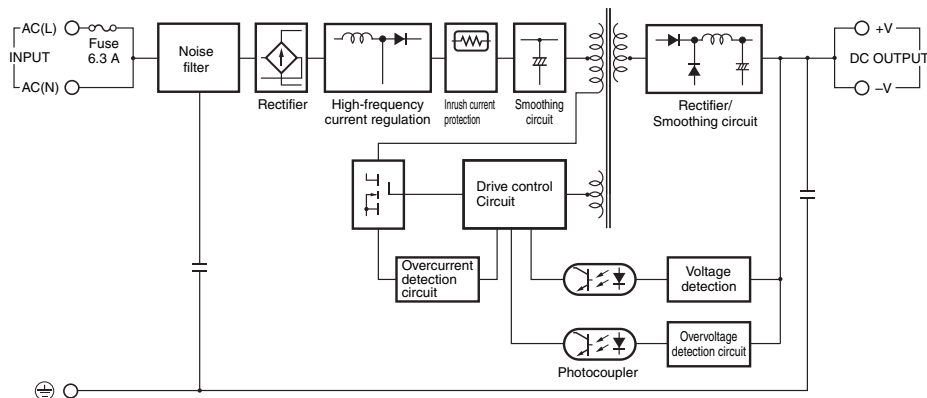 AC(L)
INPUT
AC(N)
Fuse
6.3 A
Noise
filter
Rectifier
High-frequency
current regulation
Inrush current
protection
Smoothing
circuit
Rectifier/
Smoothing circuit
+V
DC OUTPUT
–V
Drive control
Circuit
Overcurrent
detection
circuit
Voltage
detection
Overvoltage
detection circuit
Photocoupler